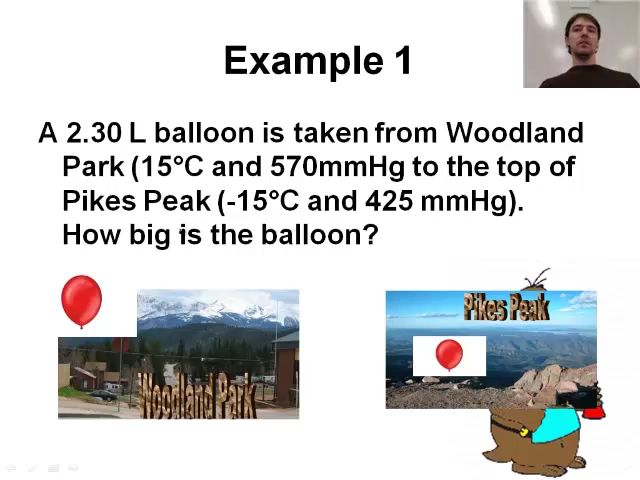 Example 1
A 2.30 L balloon is taken from Woodland
Park (15°C and 570mmHg to the top of
Pikes Peak (-15°C and 425 mmHg).
How big is the balloon?
Pikes Peak
Woodland Park